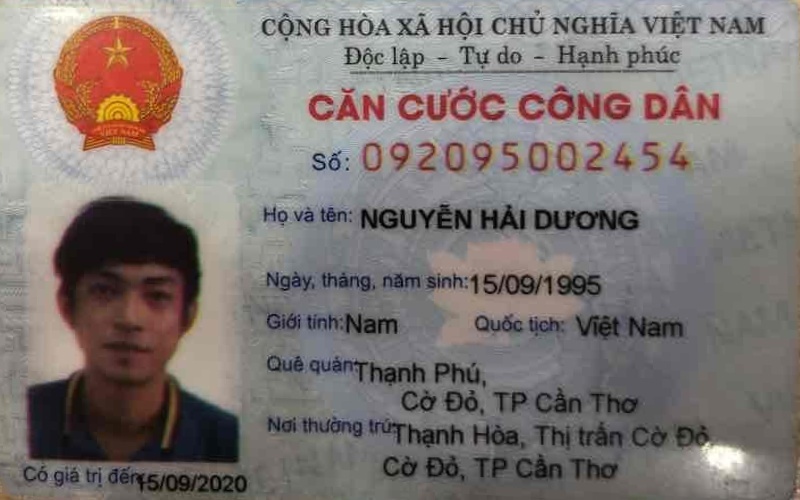 CỘNG HÒA XÃ HỘI CHỦ NGHĨA VIỆT NAM
Độc lập - Tự do - Hạnh phúc
CĂN CƯỚC CÔNG DÂN
Số: 092095002454
Họ và tên: NGUYỄN HẢI DƯƠNG
Ngày, tháng, năm sinh: 15/09/1995
Giới tính: Nam Quốc tịch: Việt Nam
Quê quán: Thạnh Phú,
Cờ Đỏ, TP Cần Thơ
Nơi thường trú: Thạnh Hòa, Thị trấn Cờ Đỏ,
Cờ Đỏ, TP Cần Thơ
Có giá trị đến: 15/09/2020